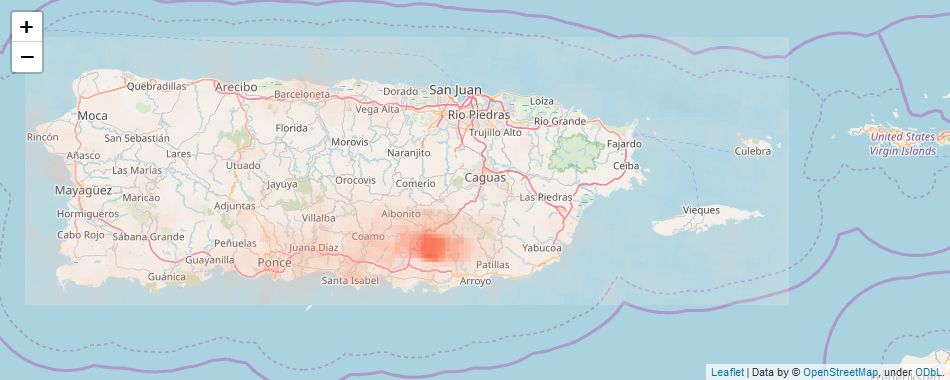 +
−
Quebradillas
Arecibo
Barceloneta
Dorado
San Juan
Loíza
Vega Alta
Río Piedras
Río Grande
Moca
Florida
Trujillo Alto
Rincón
San Sebastián
Morovis
Fajardo
United States
Virgin Islands
Añasco
Lares
Naranjito
Culebra
Utuado
Ceiba
Las Marías
Mayagüez
Jayuya
Orocovis
Comerio
Caguas
Maricao
Las Piedras
Hormigueros
Adjuntas
Villalba
Aibonito
Vieques
Cabo Rojo
Sábana Grande
Peñuelas
Juana Díaz
Coamo
Yabucoa
Guayanilla
Ponce
Patillas
Guánica
Santa Isabel
Arroyo
Leaflet | Data by © OpenStreetMap, under ODbL.